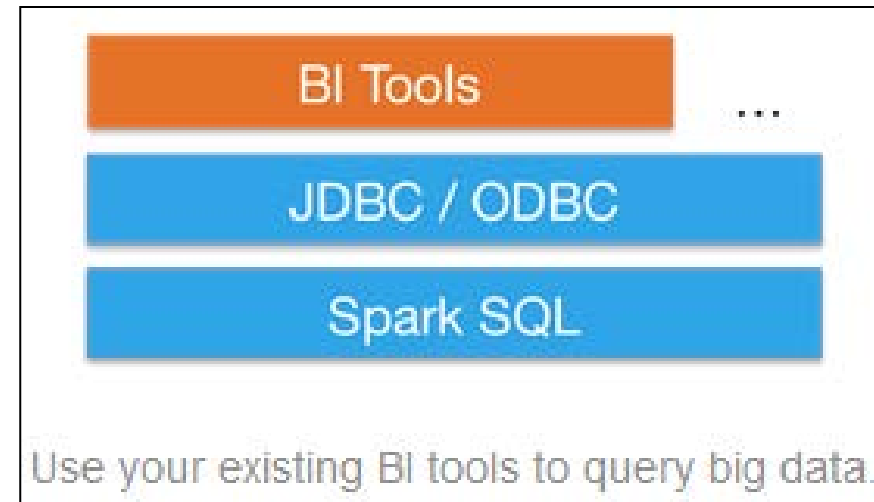 BI Tools
...
JDBC / ODBC
Spark SQL
Use your existing BI tools to query big data.